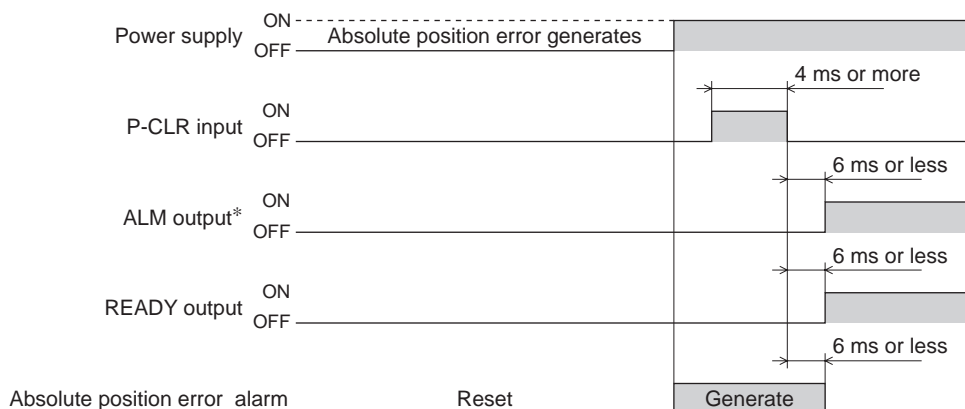 Power supply
ON
OFF
Absolute position error generates
4 ms or more
P-CLR input
ON
OFF
6 ms or less
ALM output*
ON
OFF
6 ms or less
READY output
ON
OFF
6 ms or less
Absolute position error alarm
Reset
Generate